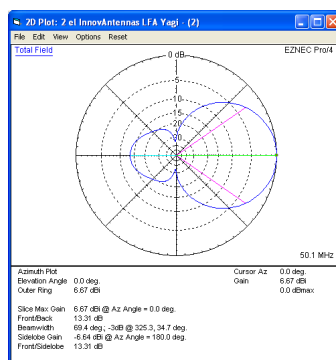 2D Plot: 2 el InnovAntennas LFA Yagi - (2)
File Edit View Options Reset
Total Field
0 dB
EZNEC Pro/4
-5
-10
-15
-20
-30
50.1 MHz
Azimuth Plot
Cursor Az 0.0 deg.
Elevation Angle 0.0 deg.
Gain 6.67 dBi
Outer Ring 6.67 dBi
0.0 dBmax
Slice Max Gain 6.67 dBi @ Az Angle = 0.0 deg.
Front/Back 13.31 dB
Beamwidth 69.4 deg.; -3dB @ 325.3, 34.7 deg.
Sidelobe Gain -6.64 dBi @ Az Angle = 180.0 deg.
Front/Sidelobe 13.31 dB